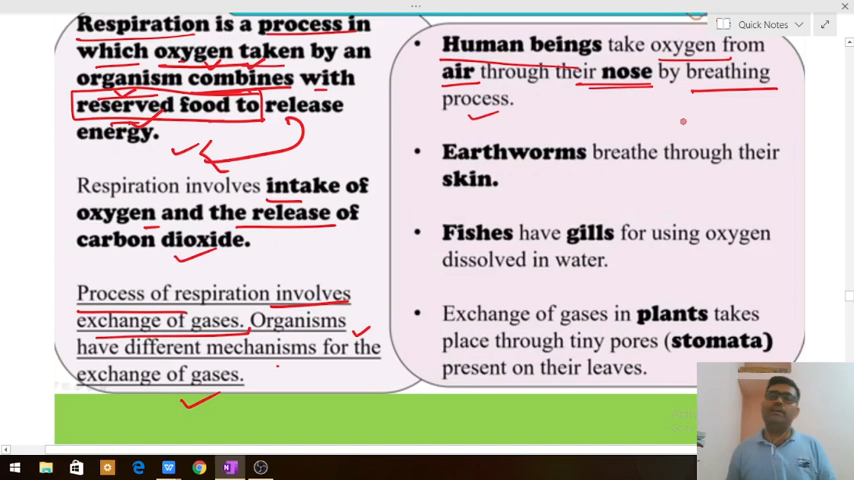 Quick Notes
Respiration is a process in
which oxygen taken by an
organism combines with
reserved food to release
energy.
Respiration involves intake of
oxygen and the release of
carbon dioxide.
Process of respiration involves
exchange of gases. Organisms
have different mechanisms for the
exchange of gases.
• Human beings take oxygen from
air through their nose by breathing
process.
• Earthworms breathe through their
skin.
• Fishes have gills for using oxygen
dissolved in water.
• Exchange of gases in plants takes
place through tiny pores (stomata)
present on their leaves.